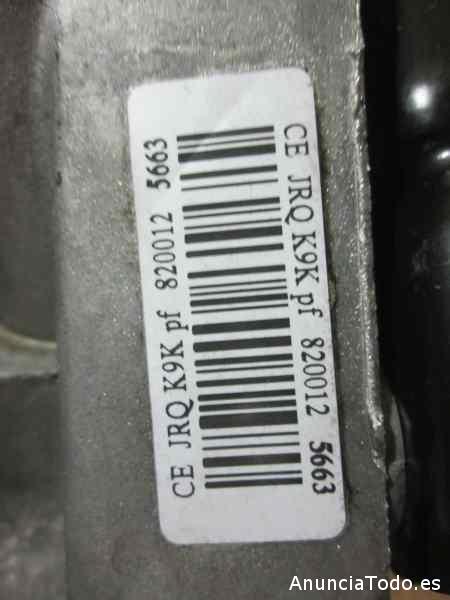 CE JRQ K9K pf 820012 5663
CE JRQ K9K pf 820012 5663
AnunciaTodo.es